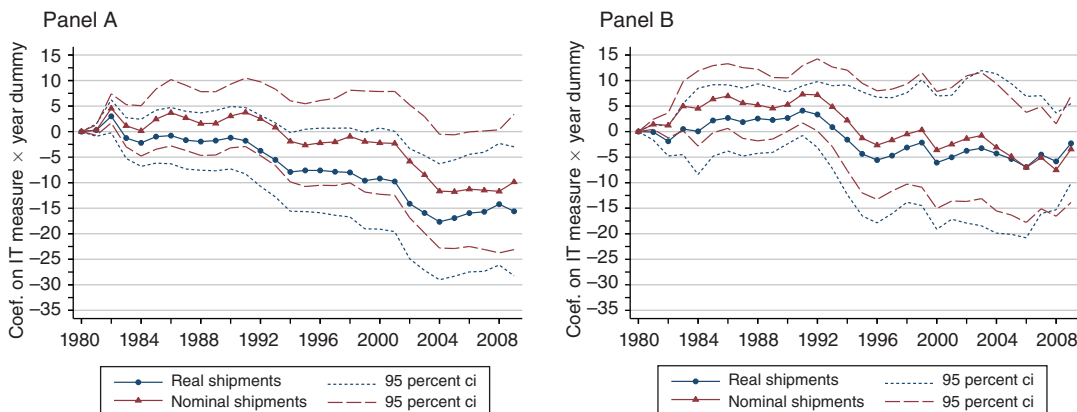 Panel A
Coef. on IT measure × year dummy
15
10
5
0
−5
−10
−15
−20
−25
−30
−35
1980 1984 1988 1992 1996 2000 2004 2008
Real shipments 95 percent ci
Nominal shipments 95 percent ci
Panel B
Coef. on IT measure × year dummy
15
10
5
0
−5
−10
−15
−20
−25
−30
−35
1980 1984 1988 1992 1996 2000 2004 2008
Real shipments 95 percent ci
Nominal shipments 95 percent ci